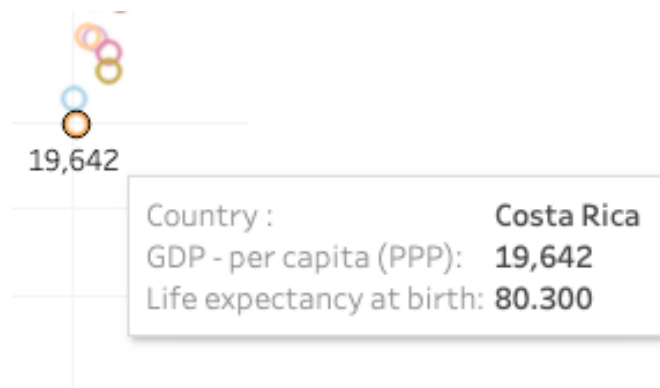 19,642
Country : Costa Rica
GDP - per capita (PPP): 19,642
Life expectancy at birth: 80.300